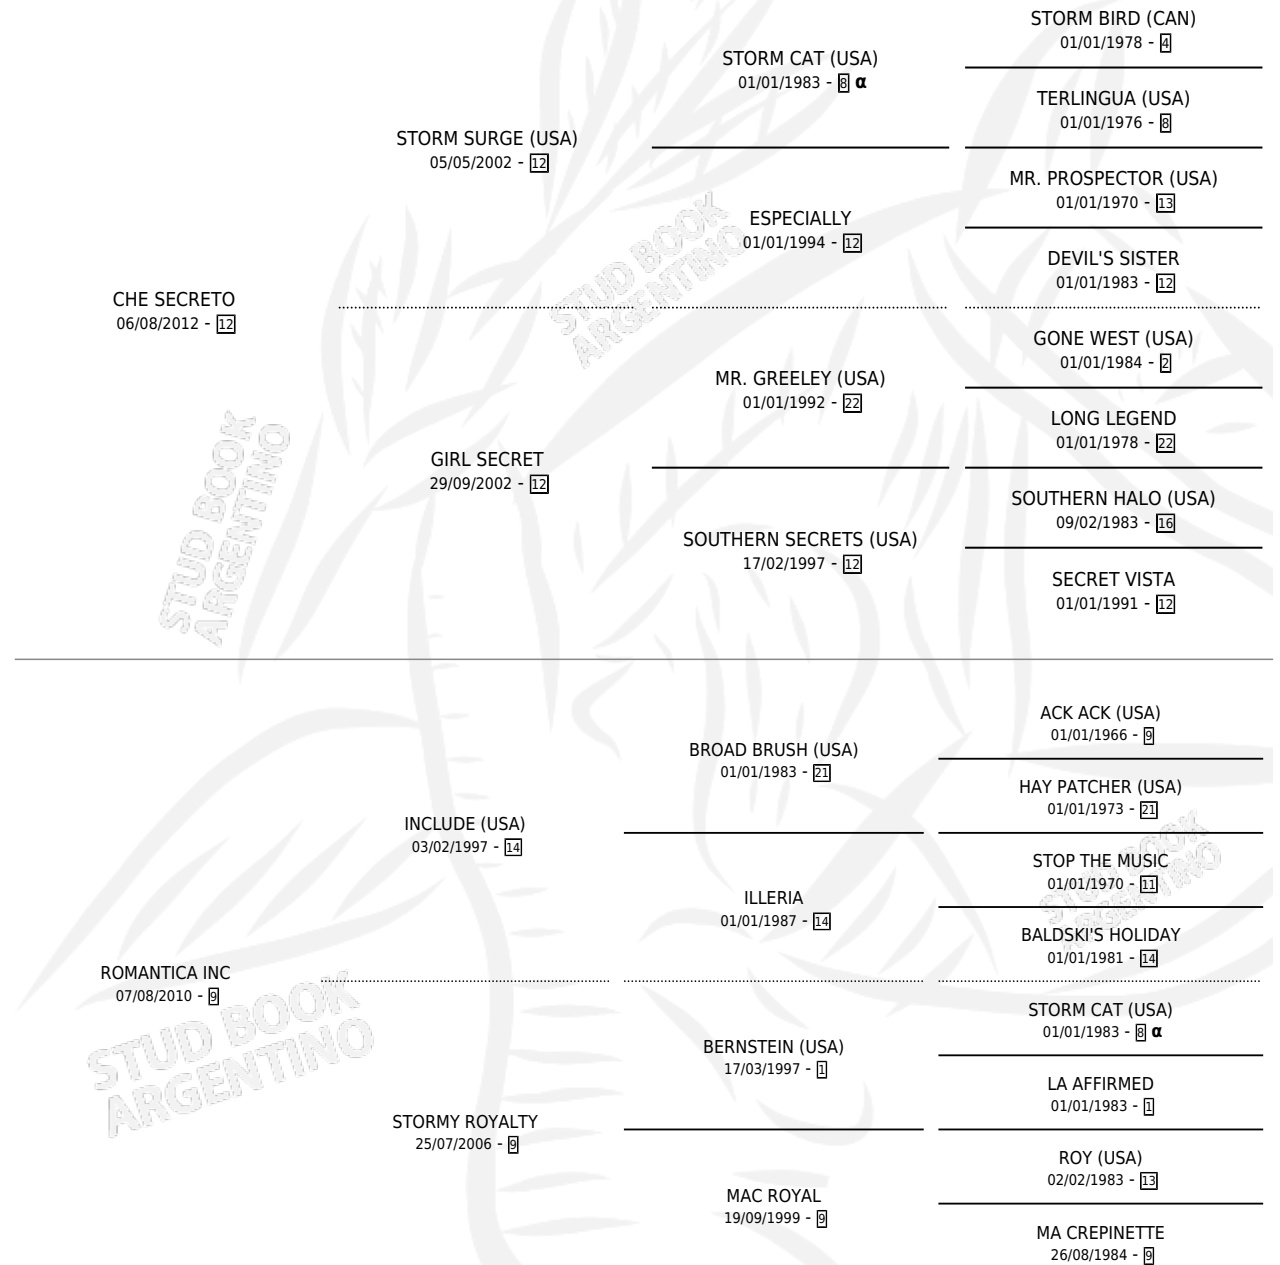 STORM BIRD (CAN)
01/01/1978 - 4
STORM CAT (USA)
01/01/1983 - 8 α
TERLINGUA (USA)
01/01/1976 - 8
STORM SURGE (USA)
05/05/2002 - 12
MR. PROSPECTOR (USA)
01/01/1970 - 13
ESPECIALLY
01/01/1994 - 12
DEVIL'S SISTER
01/01/1983 - 12
CHE SECRETO
06/08/2012 - 12
GONE WEST (USA)
01/01/1984 - 2
MR. GREELEY (USA)
01/01/1992 - 22
LONG LEGEND
01/01/1978 - 22
GIRL SECRET
29/09/2002 - 12
SOUTHERN HALO (USA)
09/02/1983 - 16
SOUTHERN SECRETS (USA)
17/02/1997 - 12
SECRET VISTA
01/01/1991 - 12
STUD BOOK
ARGENTINO
STUD BOOK
ARGENTINO
ACK ACK (USA)
01/01/1966 - 9
BROAD BRUSH (USA)
01/01/1983 - 21
HAY PATCHER (USA)
01/01/1973 - 21
INCLUDE (USA)
03/02/1997 - 14
STOP THE MUSIC
01/01/1970 - 11
ILLERIA
01/01/1987 - 14
BALDSKI'S HOLIDAY
01/01/1981 - 14
ROMANTICA INC
07/08/2010 - 9
STORM CAT (USA)
01/01/1983 - 8 α
BERNSTEIN (USA)
17/03/1997 - 1
LA AFFIRMED
01/01/1983 - 1
STORMY ROYALTY
25/07/2006 - 9
ROY (USA)
02/02/1983 - 13
MAC ROYAL
19/09/1999 - 9
MA CREPINETTE
26/08/1984 - 9
STUD BOOK
ARGENTINO
STUD BOOK
ARGENTINO